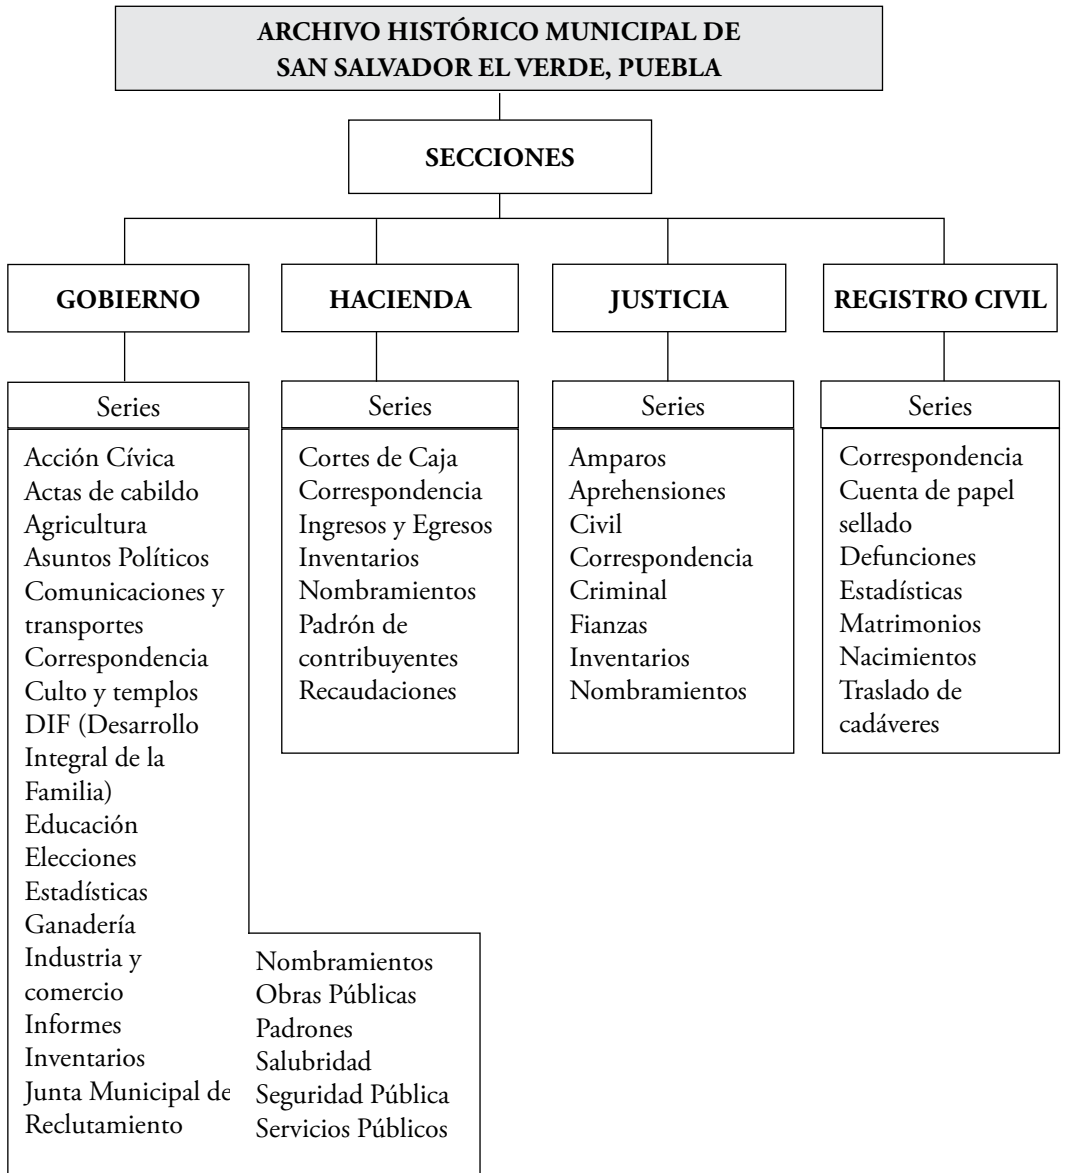 ARCHIVO HISTÓRICO MUNICIPAL DE
SAN SALVADOR EL VERDE, PUEBLA
SECCIONES
GOBIERNO
Series
Acción Cívica
Actas de cabildo
Agricultura
Asuntos Políticos
Comunicaciones y
transportes
Correspondencia
Culto y templos
DIF (Desarrollo
Integral de la
Familia)
Educación
Elecciones
Estadísticas
Ganadería
Industria y
comercio
Informes
Inventarios
Junta Municipal de
Reclutamiento
Nombramientos
Obras Públicas
Padrones
Salubridad
Seguridad Pública
Servicios Públicos
HACIENDA
Series
Cortes de Caja
Correspondencia
Ingresos y Egresos
Inventarios
Nombramientos
Padrón de
contribuyentes
Recaudaciones
JUSTICIA
Series
Amparos
Aprehensiones
Civil
Correspondencia
Criminal
Fianzas
Inventarios
Nombramientos
REGISTRO CIVIL
Series
Correspondencia
Cuenta de papel
sellado
Defunciones
Estadísticas
Matrimonios
Nacimientos
Traslado de
cadáveres